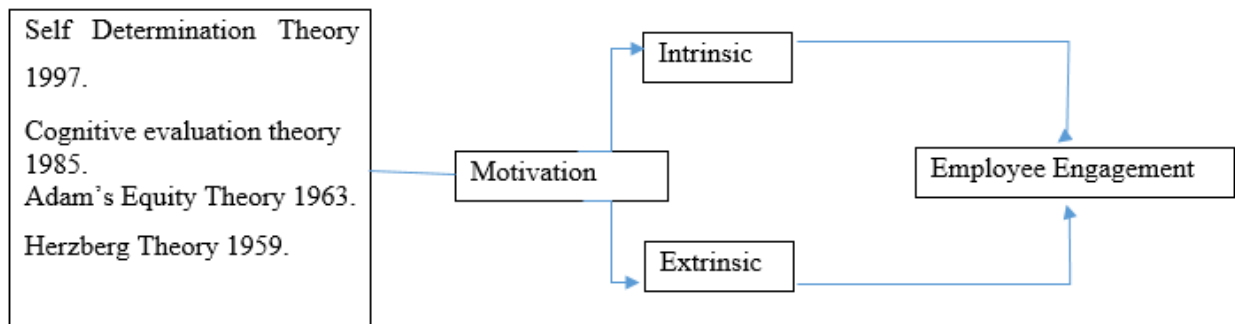 Self Determination Theory
1997.
Cognitive evaluation theory
1985.
Adam’s Equity Theory 1963.
Herzberg Theory 1959.
Motivation
Intrinsic
Extrinsic
Employee Engagement